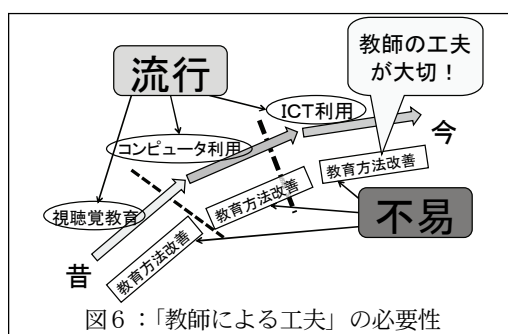 教師の工夫
が大切！
流行
ICT利用
今
コンピュータ利用
教育方法改善
教育方法改善
不易
視聴覚教育
教育方法改善
昔
図６：「教師による工夫」の必要性